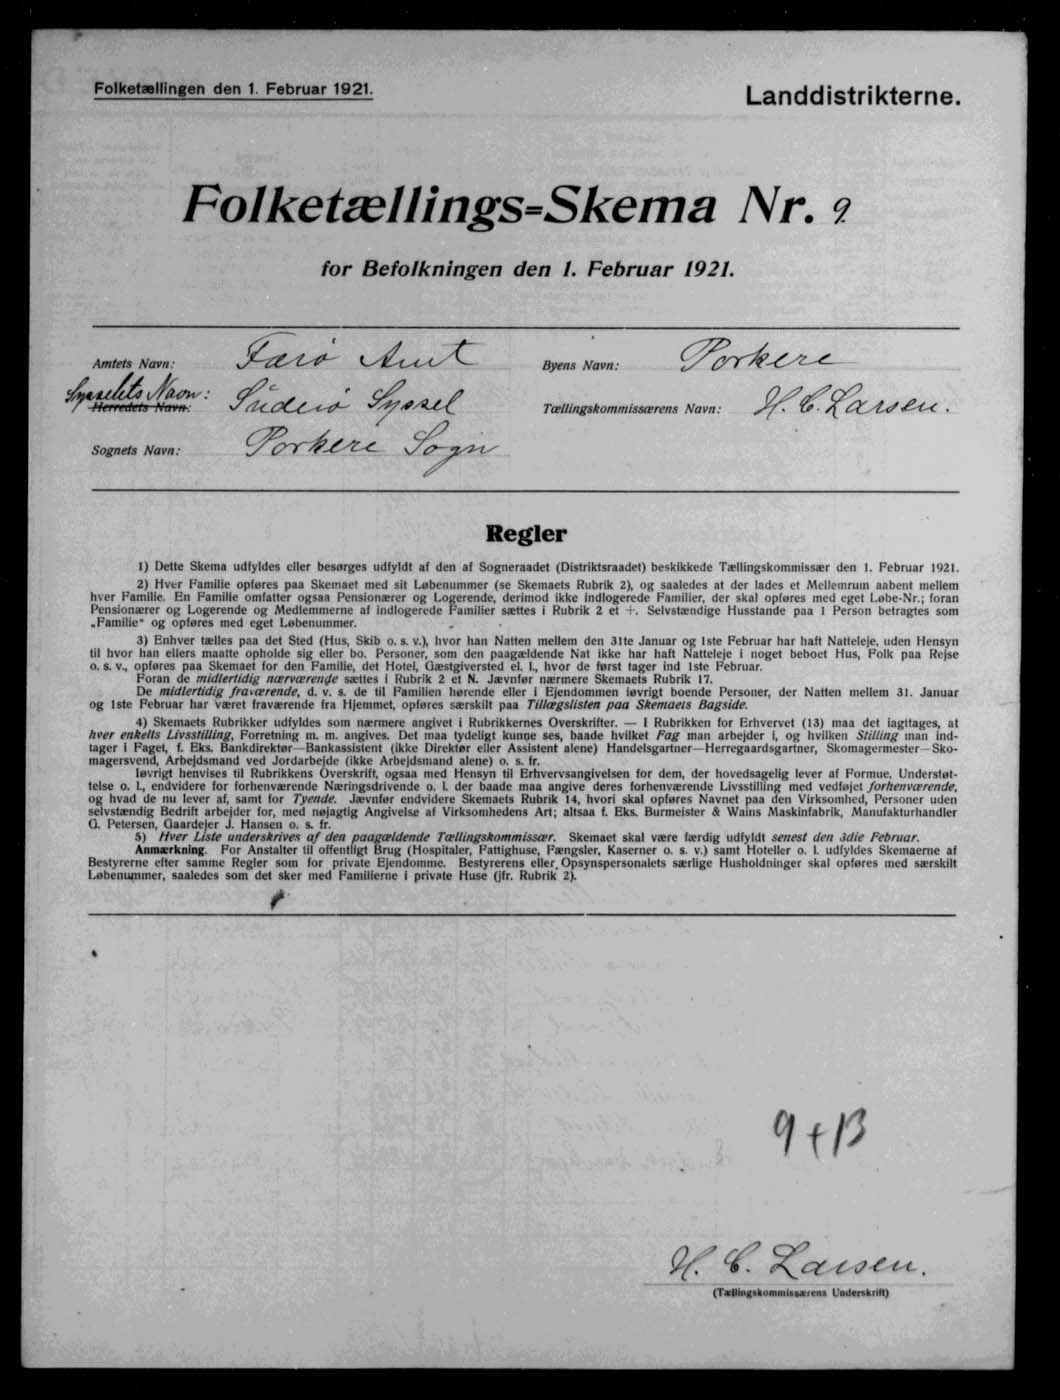 Folketællingen den 1. Februar 1921.
Landdistrikterne.
Folketællings=Skema Nr. 9.
for Befolkningen den 1. Februar 1921.
Amtets Navn: Færø Amt
Byens Navn: Porkere
Sysselets Navn:
Herredets Navn: Süderø Syssel
Tællingskommissærens Navn: H. C. Larsen.
Sognets Navn: Porkere Sogn
Regler
1) Dette Skema udfyldes eller besørges udfyldt af den af Sogneraadet (Distriktsraadet) beskikkede Tællingskommissær den 1. Februar 1921.
2) Hver Familie opføres paa Skemaet med sit Løbenummer (se Skemaets Rubrik 2), og saaledes at der lades et Mellemrum aabent mellem
hver Familie. En Familie omfatter ogsaa Pensionærer og Logerende, derimod ikke indlogerede Familier, der skal opføres med eget Løbe-Nr.; foran
Pensionærer og Logerende og Medlemmerne af indlogerede Familier sættes i Rubrik 2 et +. Selvstændige Husstande paa 1 Person betragtes som
„Familie“ og opføres med eget Løbenummer.
3) Enhver tælles paa det Sted (Hus, Skib o. s. v.), hvor han Natten mellem den 31te Januar og 1ste Februar har haft Natteleje, uden Hensyn
til hvor han ellers maatte opholde sig eller bo. Personer, som den paagældende Nat ikke har haft Natteleje i noget beboet Hus, Folk paa Rejse
o. s. v., opføres paa Skemaet for den Familie, det Hotel, Gæstgiversted el. l., hvor de først tager ind 1ste Februar.
Foran de midlertidig nærværende sættes i Rubrik 2 et N. Jævnfør nærmere Skemaets Rubrik 17.
De midlertidig fraværende, d. v. s. de til Familien hørende eller i Ejendommen iøvrigt boende Personer, der Natten mellem 31. Januar
og 1ste Februar har været fraværende fra Hjemmet, opføres særskilt paa Tillægslisten paa Skemaets Bagside.
4) Skemaets Rubrikker udfyldes som nærmere angivet i Rubrikkernes Overskrifter. — I Rubrikken for Erhvervet (13) maa det iagttages, at
hver enkelts Livsstilling, Forretning m. m. angives. Det maa tydeligt kunne ses, baade hvilket Fag man arbejder i, og hvilken Stilling man ind-
tager i Faget, f. Eks. Bankdirektør—Bankassistent (ikke Direktør eller Assistent alene) Handelsgartner—Herregaardsgartner, Skomagermester—Sko-
magersvend, Arbejdsmand ved Jordarbejde (ikke Arbejdsmand alene) o. s. fr.
Iøvrigt henvises til Rubrikkens Overskrift, ogsaa med Hensyn til Erhvervsangivelsen for dem, der hovedsagelig lever af Formue, Understøt-
telse o. l., endvidere for forhenværende Næringsdrivende o. l. der baade maa angive deres forhenværende Livsstilling med vedføjet forhenværende,
og hvad de nu lever af, samt for Tyende. Jævnfør endvidere Skemaets Rubrik 14, hvori skal opføres Navnet paa den Virksomhed, Personer uden
selvstændig Bedrift arbejder for, med nøjagtig Angivelse af Virksomhedens Art; altsaa f. Eks. Burmeister & Wains Maskinfabrik, Manufakturhandler
G. Petersen, Gaardejer J. Hansen o. s. fr.
5) Hver Liste underskrives af den paagældende Tællingskommissær. Skemaet skal være færdig udfyldt senest den 3die Februar.
Anmærkning. For Anstalter til offentligt Brug (Hospitaler, Fattighuse, Fængsler, Kaserner o. s. v.) samt Hoteller o. l. udfyldes Skemaerne af
Bestyrerne efter samme Regler som for private Ejendomme. Bestyrerens eller Opsynspersonalets særlige Husholdninger skal opføres med særskilt
Løbenummer, saaledes som det sker med Familierne i private Huse (jfr. Rubrik 2).
9+13
H. C. Larsen.
(Tællingskommissærens Underskrift)